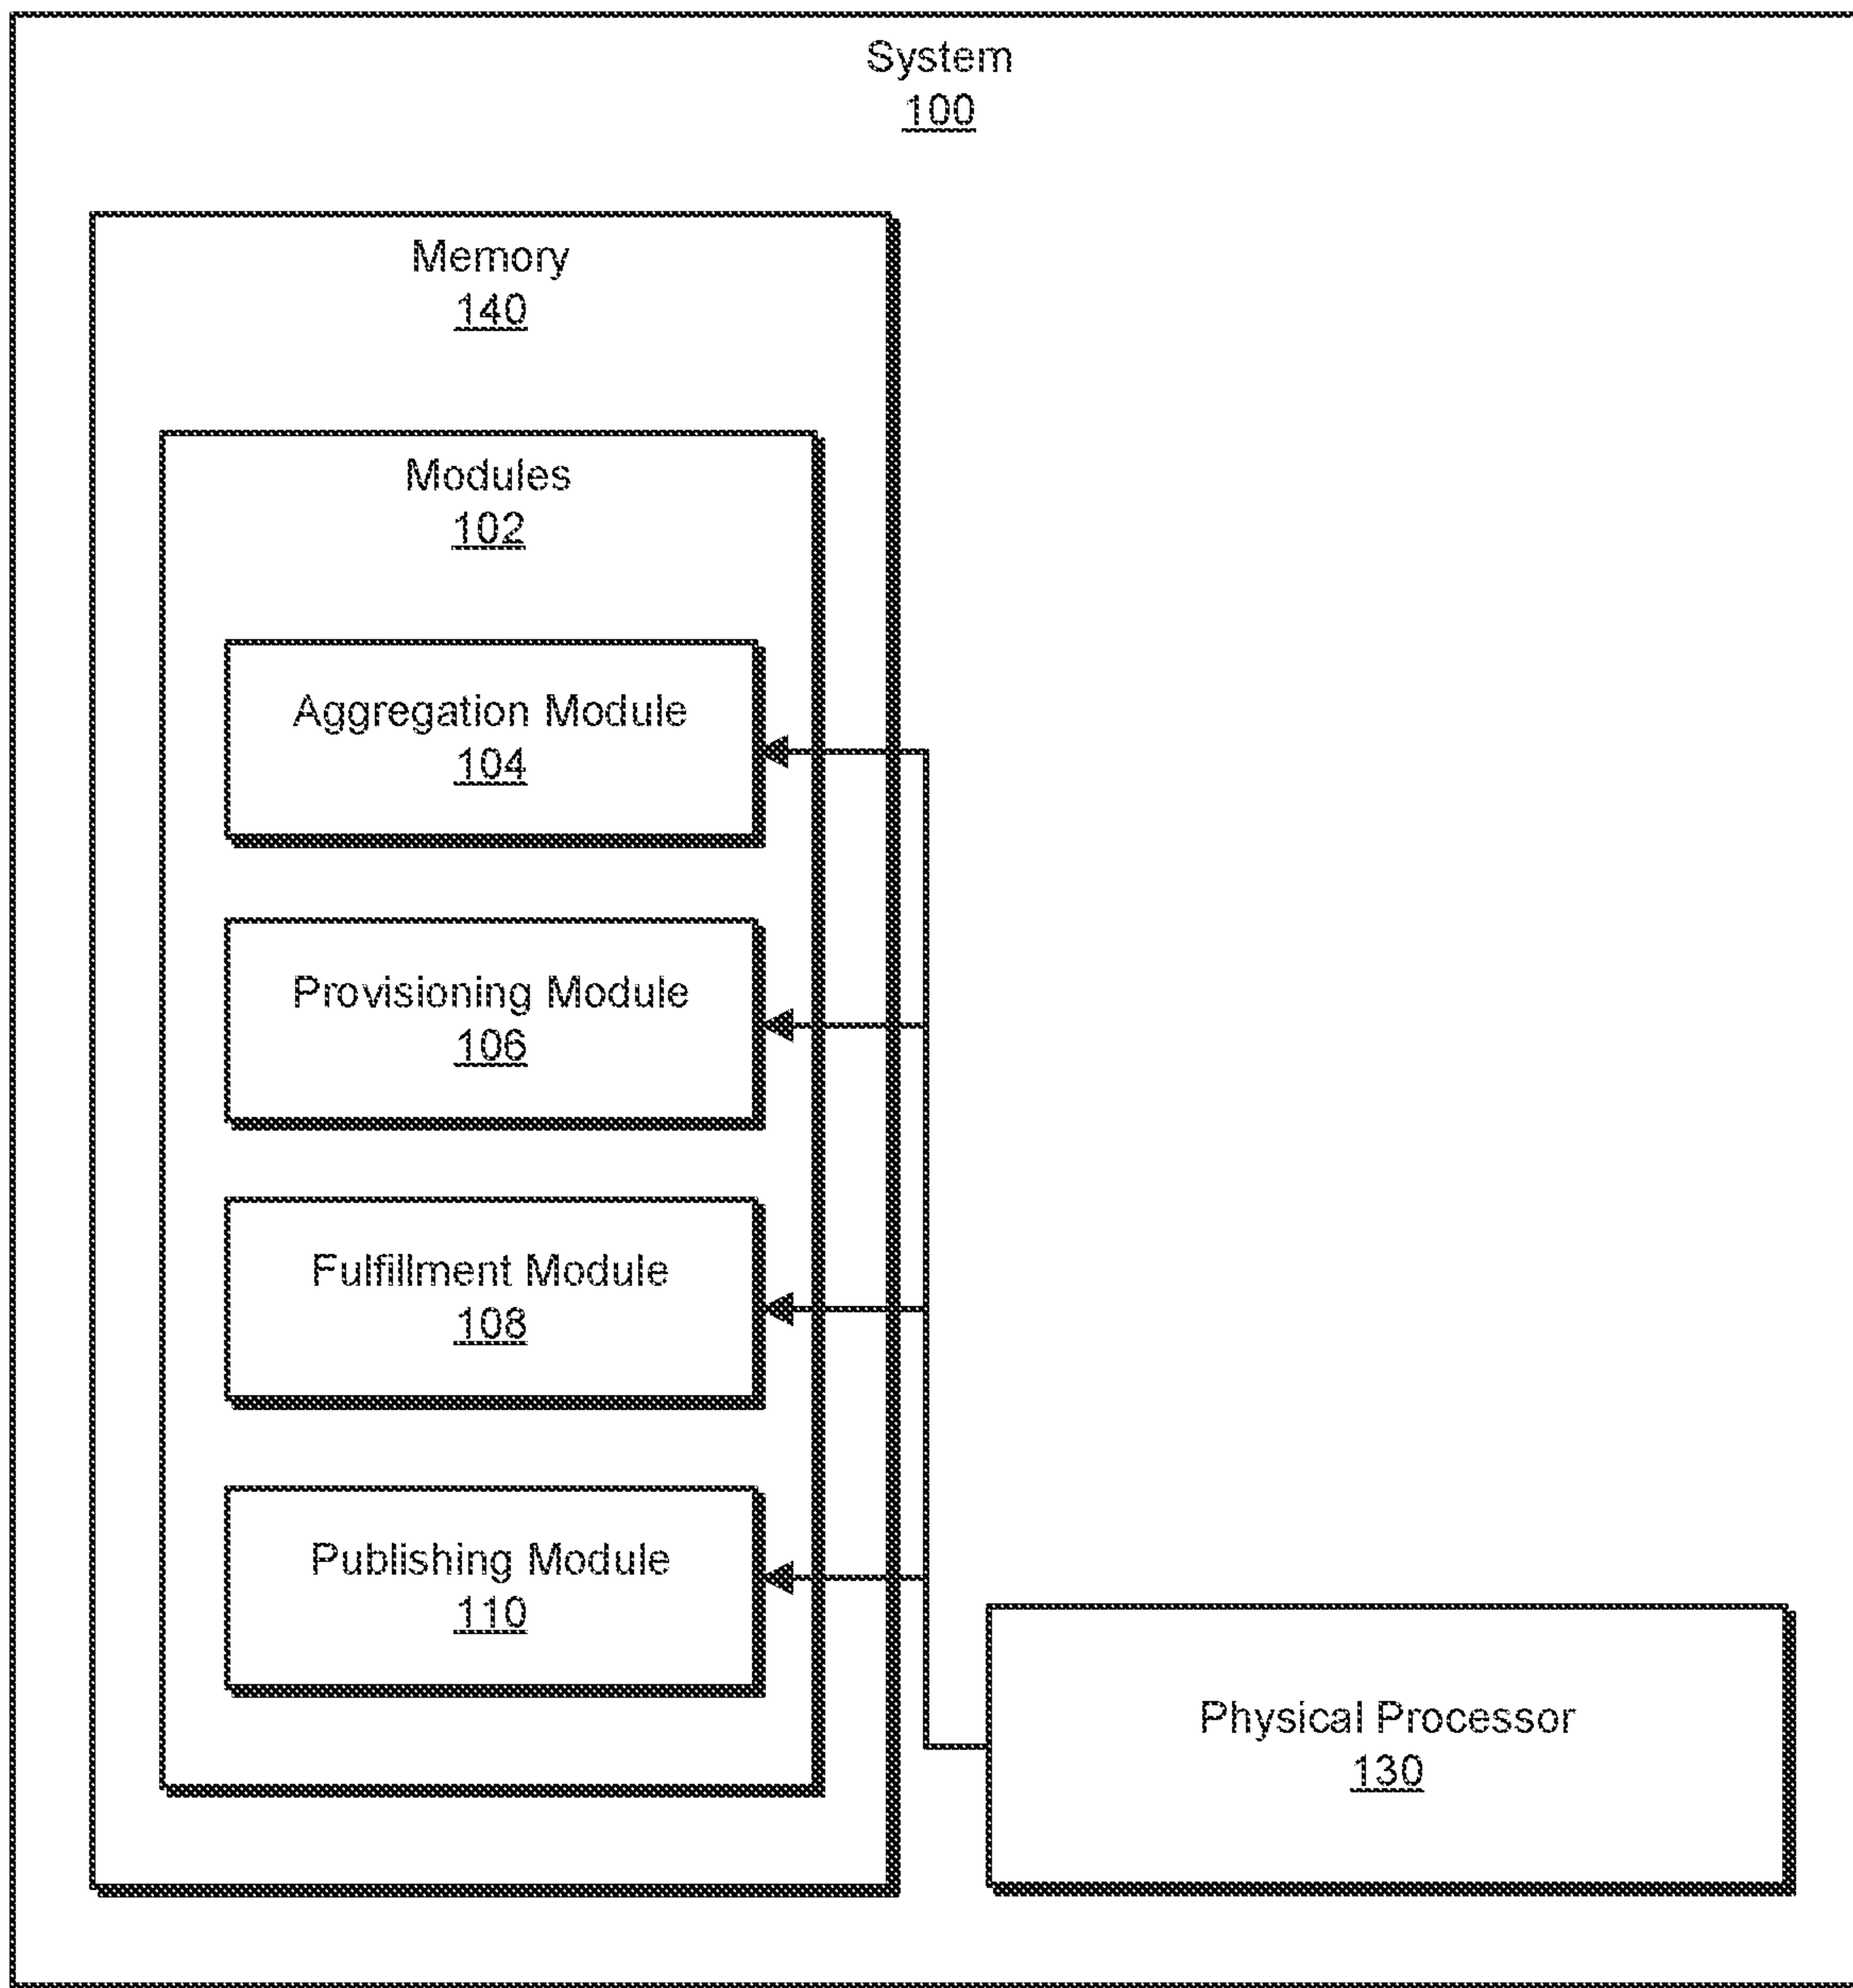 System
100
Memory
140
Modules
102
Aggregation Module
104
Provisioning Module
106
Fulfillment Module
108
Publishing Module
110
Physical Processor
130